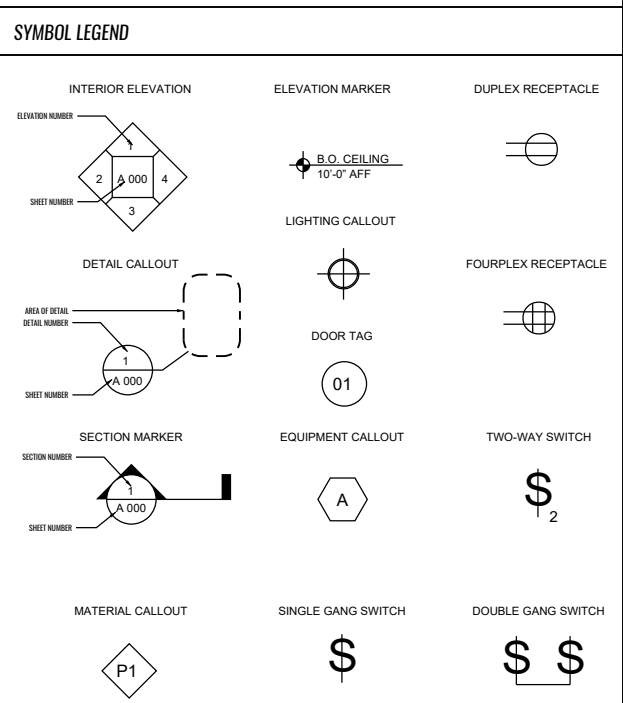 SYMBOL LEGEND
INTERIOR ELEVATION
ELEVATION NUMBER
1
2
A 000
4
SHEET NUMBER
3
ELEVATION MARKER
B.O. CEILING
10'-0" AFF
DUPLEX RECEPTACLE
LIGHTING CALLOUT
DETAIL CALLOUT
AREA OF DETAIL
DETAIL NUMBER
1
A 000
SHEET NUMBER
FOURPLEX RECEPTACLE
DOOR TAG
01
SECTION MARKER
SECTION NUMBER
1
A 000
SHEET NUMBER
EQUIPMENT CALLOUT
A
TWO-WAY SWITCH
$
2
MATERIAL CALLOUT
P1
SINGLE GANG SWITCH
$
DOUBLE GANG SWITCH
$ $